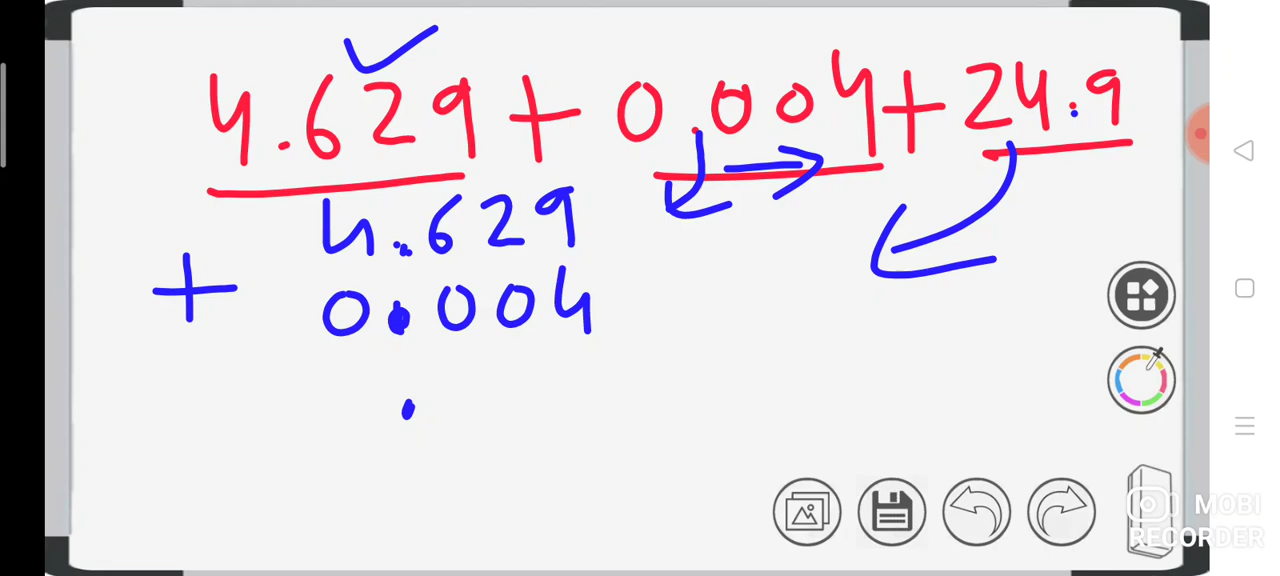 4.629 + 0.004 + 24.9
4.629
+ 0.004
.
MOBI
RECORDER